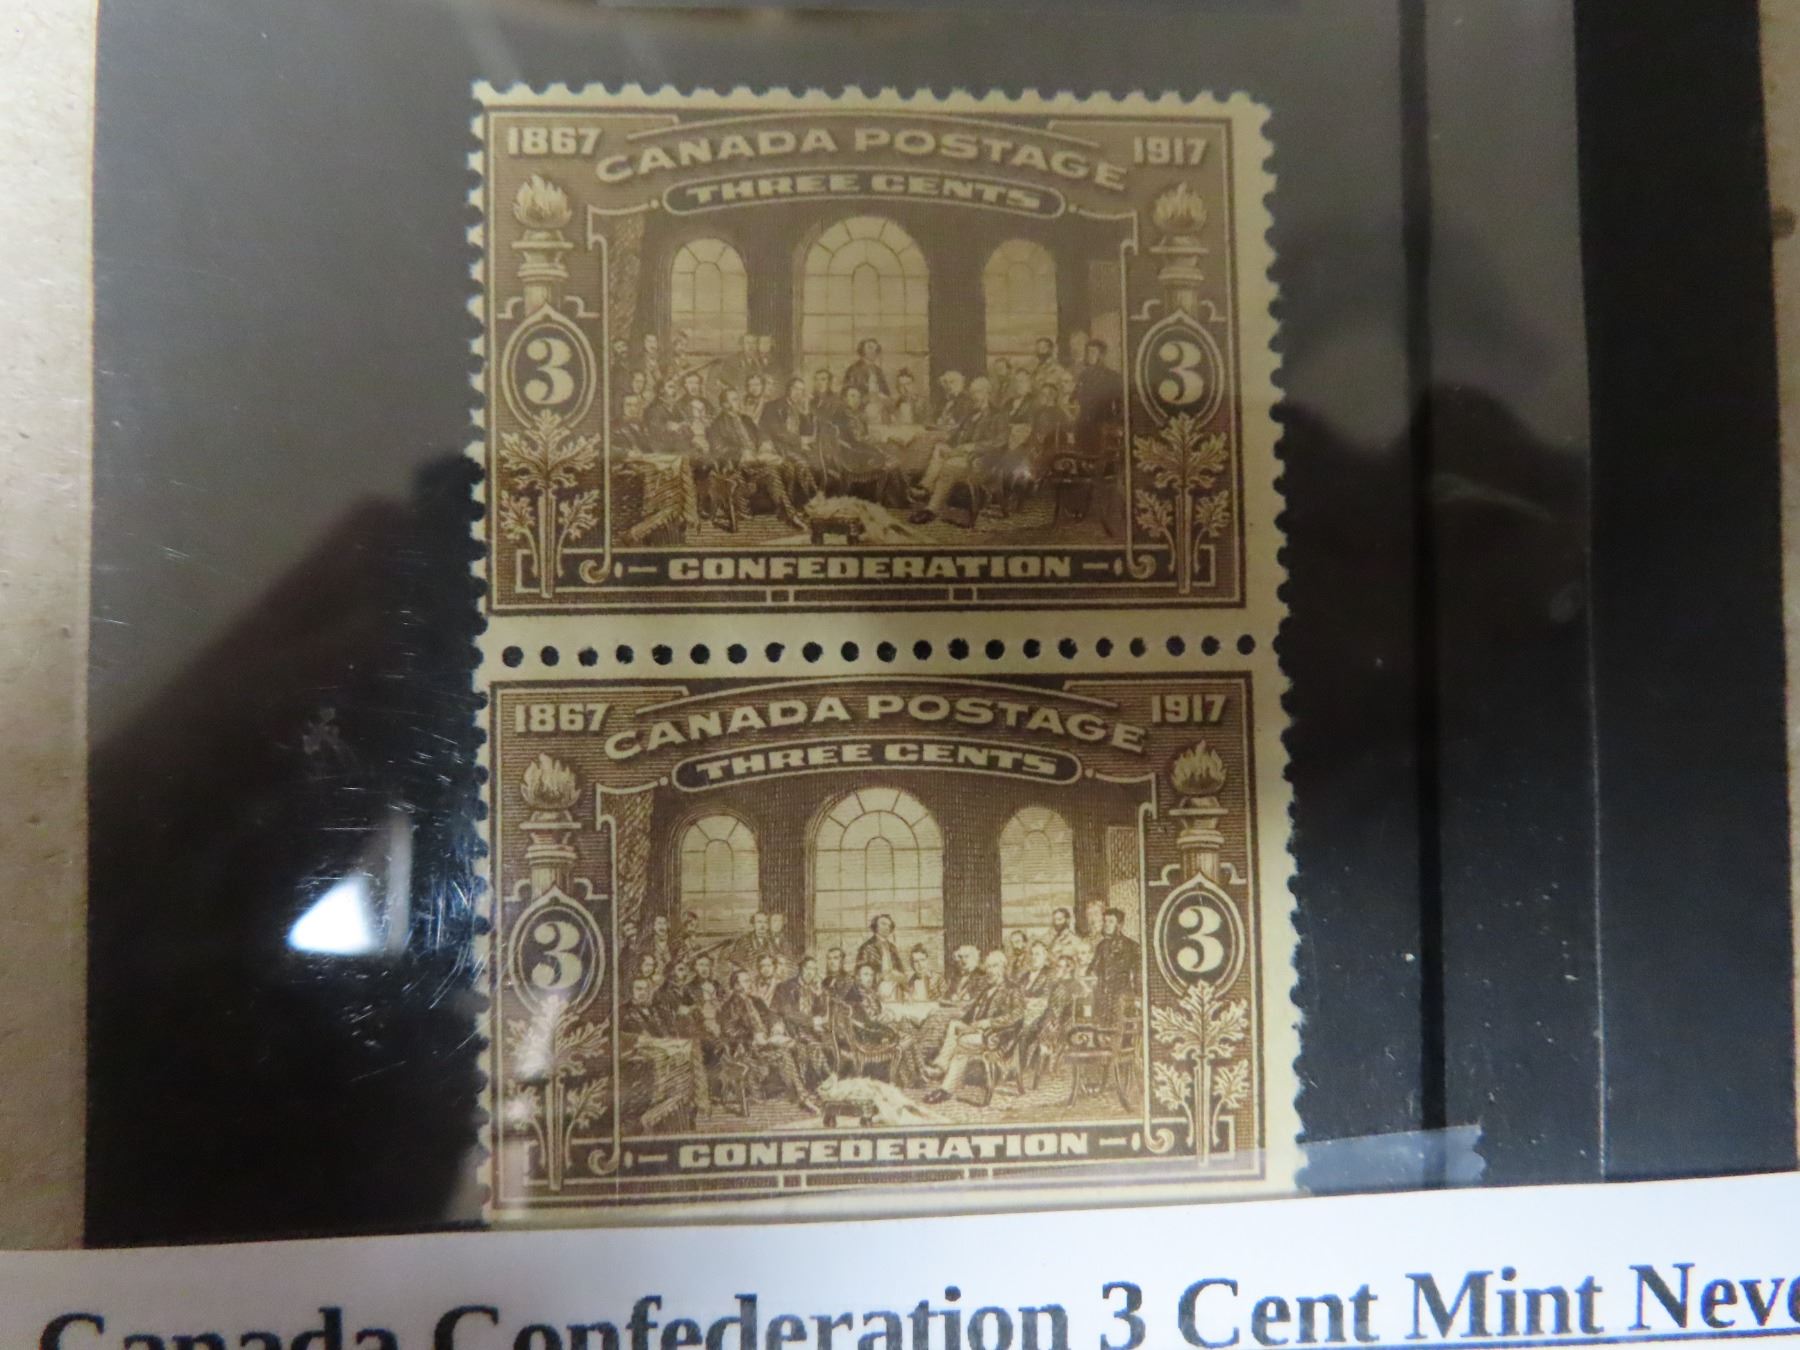 1867 CANADA POSTAGE 1917
THREE CENTS
3 3
CONFEDERATION
1867 CANADA POSTAGE 1917
THREE CENTS
3 3
CONFEDERATION
Canada Confederation 3 Cent Mint Neve